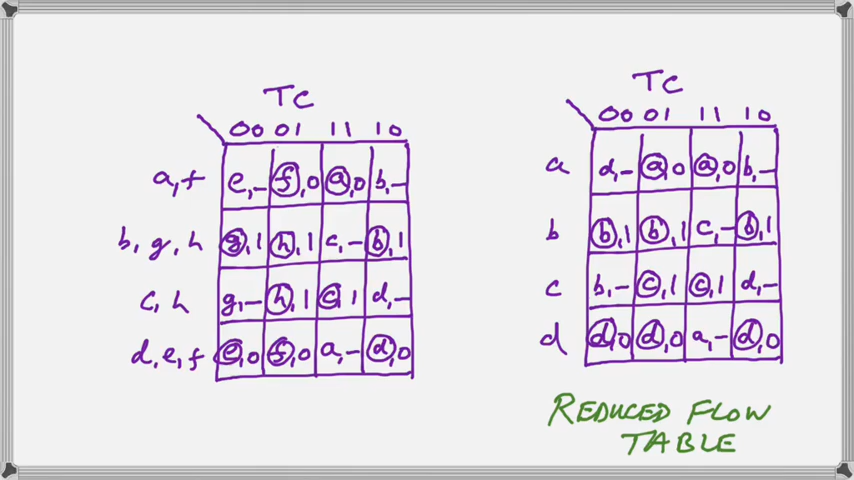 TC
00 01 11 10
a,f e,- f,0 a,0 b,-
b,g,h g,1 h,1 c,- b,1
c,h g,- h,1 c,1 d,-
d,e,f e,0 f,0 a,- d,0
TC
00 01 11 10
a d,- a,0 a,0 b,-
b b,1 b,1 c,- b,1
c b,- c,1 c,1 d,-
d d,0 d,0 a,- d,0
REDUCED FLOW
TABLE